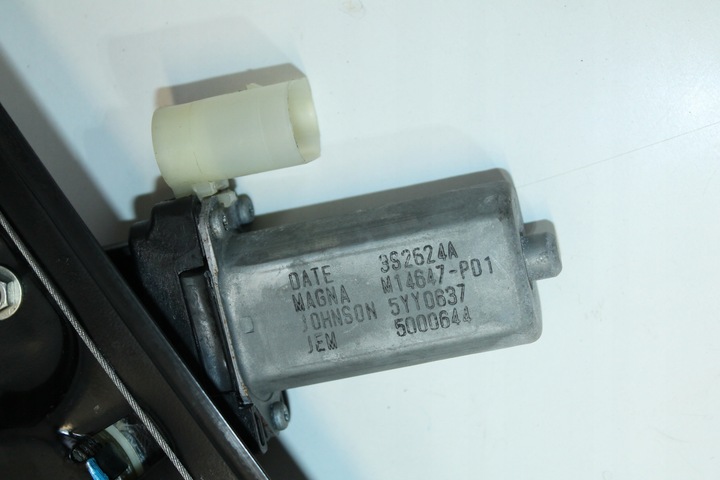 DATE 3S2624A
MAGNA M14647-PD1
JOHNSON 5YY0637
JEM 5000644